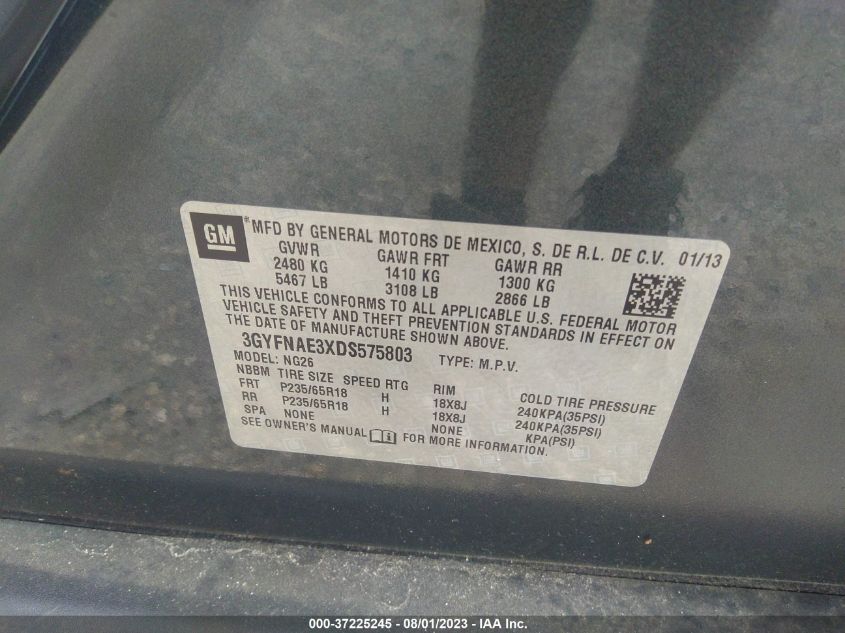 GM * MFD BY GENERAL MOTORS DE MEXICO, S. DE R.L. DE C.V. 01/13
GVWR GAWR FRT GAWR RR
2480 KG 1410 KG 1300 KG
5467 LB 3108 LB 2866 LB
THIS VEHICLE CONFORMS TO ALL APPLICABLE U.S. FEDERAL MOTOR
VEHICLE SAFETY AND THEFT PREVENTION STANDARDS IN EFFECT ON
THE DATE OF MANUFACTURE SHOWN ABOVE.
3GYFNAE3XDS575803 TYPE: M.P.V.
MODEL: NG26
NBBM TIRE SIZE SPEED RTG RIM COLD TIRE PRESSURE
FRT P235/65R18 H 18X8J 240KPA(35PSI)
RR P235/65R18 H 18X8J 240KPA(35PSI)
SPA NONE NONE KPA(PSI)
SEE OWNER'S MANUAL i FOR MORE INFORMATION.
000-37225245 - 08/01/2023 - IAA Inc.